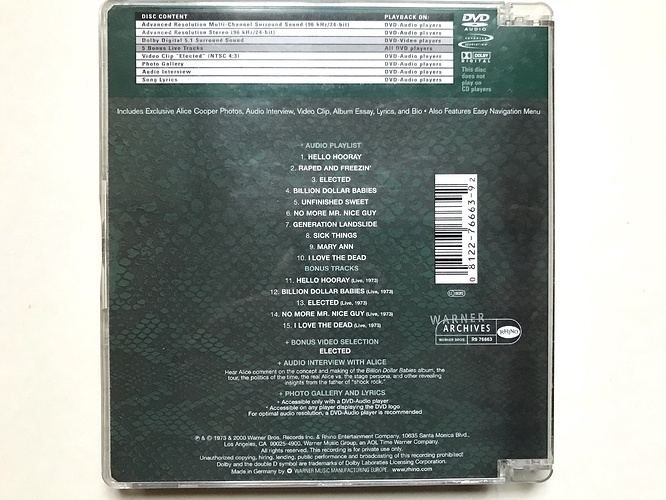 DISC CONTENT PLAYBACK ON:
Advanced Resolution Multi-Channel Surround Sound (96 kHz/24-bit) DVD-Audio players
Advanced Resolution Stereo (96 kHz/24-bit) DVD-Audio players
Dolby Digital 5.1 Surround Sound DVD-Video players
5 Bonus Live Tracks All DVD players
Video Clip "Elected" (NTSC 4:3) DVD-Audio players
Photo Gallery DVD-Audio players
Audio Interview DVD-Audio players
Song Lyrics DVD-Audio players
DVD
AUDIO
DOLBY
DIGITAL
This disc
does not
play on
CD players
Includes Exclusive Alice Cooper Photos, Audio Interview, Video Clip, Album Essay, Lyrics, and Bio • Also Features Easy Navigation Menu
AUDIO PLAYLIST
1. HELLO HOORAY
2. RAPED AND FREEZIN'
3. ELECTED
4. BILLION DOLLAR BABIES
5. UNFINISHED SWEET
6. NO MORE MR. NICE GUY
7. GENERATION LANDSLIDE
8. SICK THINGS
9. MARY ANN
10. I LOVE THE DEAD
BONUS TRACKS
11. HELLO HOORAY (Live, 1973)
12. BILLION DOLLAR BABIES (Live, 1973)
13. ELECTED (Live, 1973)
14. NO MORE MR. NICE GUY (Live, 1973)
15. I LOVE THE DEAD (Live, 1973)
+ BONUS VIDEO SELECTION
ELECTED
+ AUDIO INTERVIEW WITH ALICE
Hear Alice comment on the concept and making of the Billion Dollar Babies album, the
tour, the politics of the time, the real Alice vs. the stage persona, and other revealing
insights from the father of "shock rock."
+ PHOTO GALLERY AND LYRICS
+ Accessible only with a DVD-Audio player
* Accessible on any player displaying the DVD logo
For optimal audio resolution, a DVD-Audio player is recommended
0 81227-66639-2
WARNER
ARCHIVES
RHINO
WARNER BROS. R9 76663
℗ & © 1973 & 2000 Warner Bros. Records Inc. & Rhino Entertainment Company, 10635 Santa Monica Blvd.,
Los Angeles, CA 90025-4900. Warner Music Group, an AOL Time Warner Company.
All rights reserved. This recording is for private use only.
Unauthorized copying, hiring, lending, public performance and broadcasting of this recording prohibited!
Dolby and the double D symbol are trademarks of Dolby Laboratories Licensing Corporation.
Made in Germany by WARNER MUSIC MANUFACTURING EUROPE. www.rhino.com